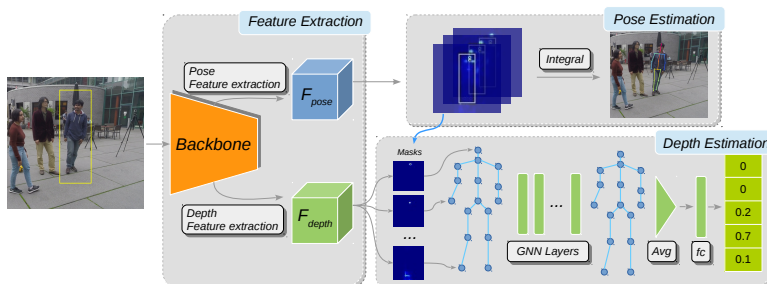 Feature Extraction
Pose
Feature extraction
F pose
Backbone
Depth
Feature extraction
F depth
Pose Estimation
Integral
Depth Estimation
Masks
...
...
GNN Layers
Avg
fc
0
0
0.2
0.7
0.1